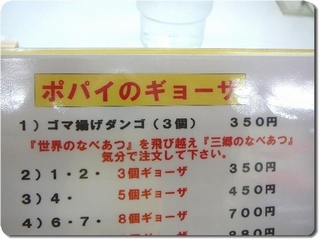 ポパイのギョーザ
1）ゴマ揚げダンゴ（3個） 350円
『世界のなべあつ』を飛び越え『三郷のなべあつ』
気分で注文して下さい。
2）1・2・ 3個ギョーザ 350円
3）4・ 5個ギョーザ 450円
4）6・7・ 8個ギョーザ 700円
880円